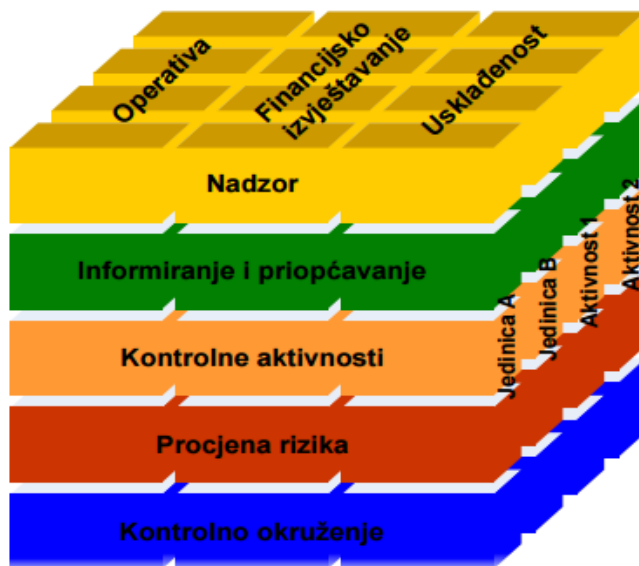 Operativa
Financijsko
izvještavanje
Usklađenost
Nadzor
Informiranje i priopćavanje
Kontrolne aktivnosti
Procjena rizika
Kontrolno okruženje
Jedinica A
Jedinica B
Aktivnost 1
Aktivnost 2